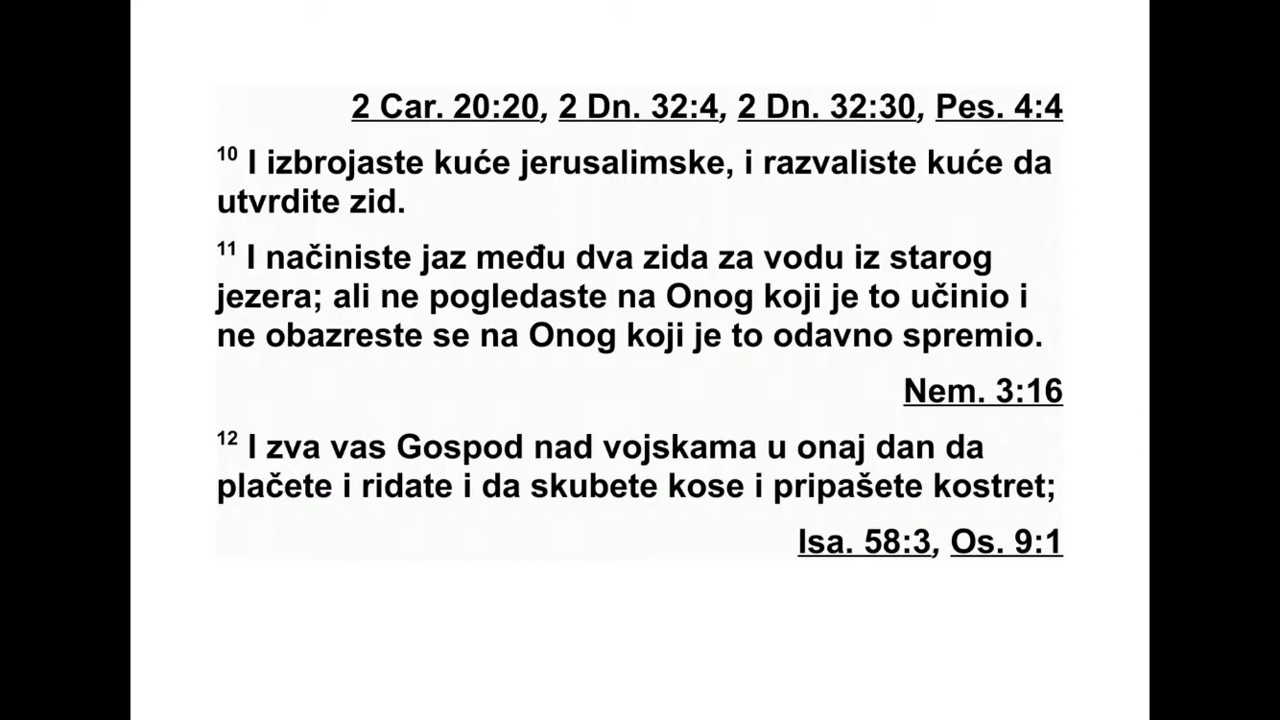 2 Car. 20:20, 2 Dn. 32:4, 2 Dn. 32:30, Pes. 4:4
10 I izbrojaste kuće jerusalimske, i razvaliste kuće da
utvrdite zid.
11 I načiniste jaz među dva zida za vodu iz starog
jezera; ali ne pogledaste na Onog koji je to učinio i
ne obazreste se na Onog koji je to odavno spremio.
Nem. 3:16
12 I zva vas Gospod nad vojskama u onaj dan da
plačete i ridate i da skubete kose i pripašete kostret;
Isa. 58:3, Os. 9:1